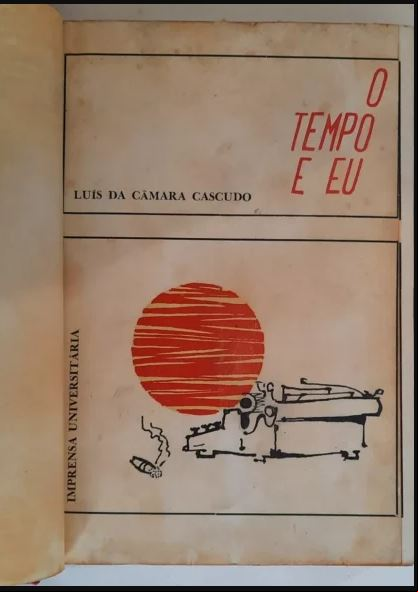 O
TEMPO
E EU
LUÍS DA CÂMARA CASCUDO
IMPRENSA UNIVERSITÁRIA